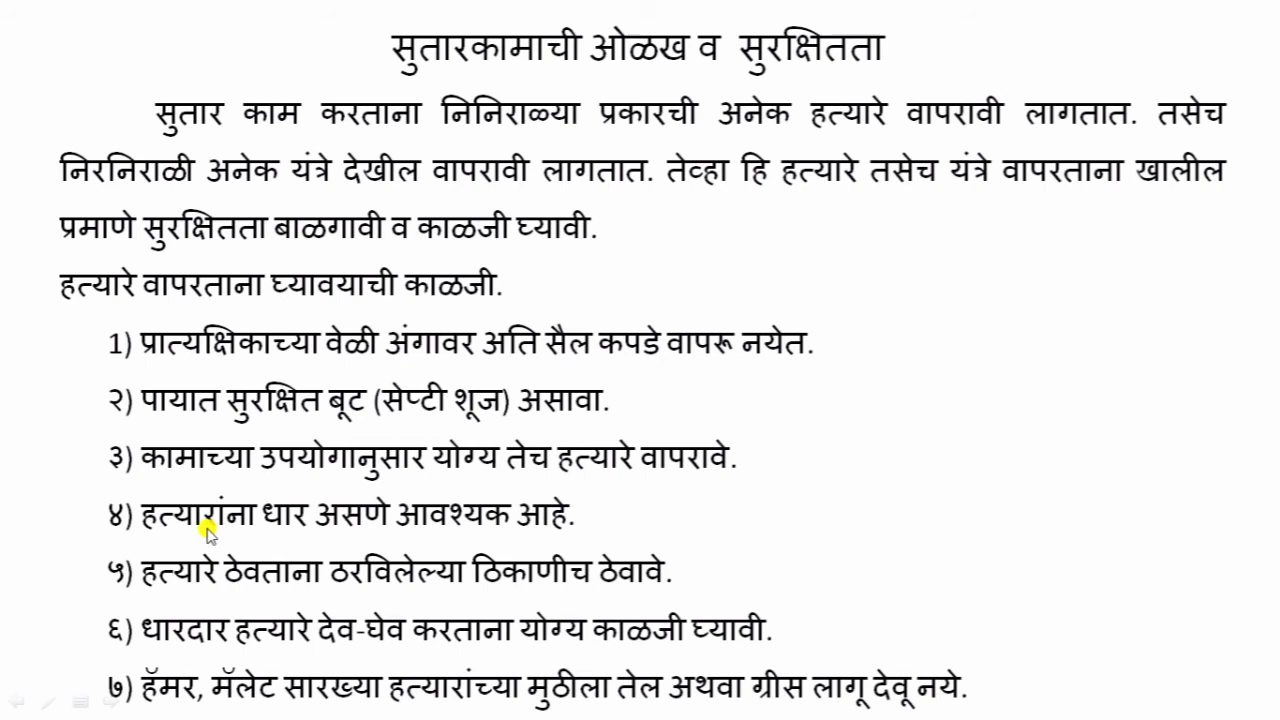 सुतारकामाची ओळख व सुरक्षितता
सुतार काम करताना निनिराळ्या प्रकारची अनेक हत्यारे वापरावी लागतात. तसेच
निरनिराळी अनेक यंत्रे देखील वापरावी लागतात. तेव्हा हि हत्यारे तसेच यंत्रे वापरताना खालील
प्रमाणे सुरक्षितता बाळगावी व काळजी घ्यावी.
हत्यारे वापरताना घ्यावयाची काळजी.
1) प्रात्यक्षिकाच्या वेळी अंगावर अति सैल कपडे वापरू नयेत.
२) पायात सुरक्षित बूट (सेप्टी शूज) असावा.
३) कामाच्या उपयोगानुसार योग्य तेच हत्यारे वापरावे.
४) हत्यारांना धार असणे आवश्यक आहे.
५) हत्यारे ठेवताना ठरविलेल्या ठिकाणीच ठेवावे.
६) धारदार हत्यारे देव-घेव करताना योग्य काळजी घ्यावी.
७) हॅमर, मॅलेट सारख्या हत्यारांच्या मुठीला तेल अथवा ग्रीस लागू देवू नये.